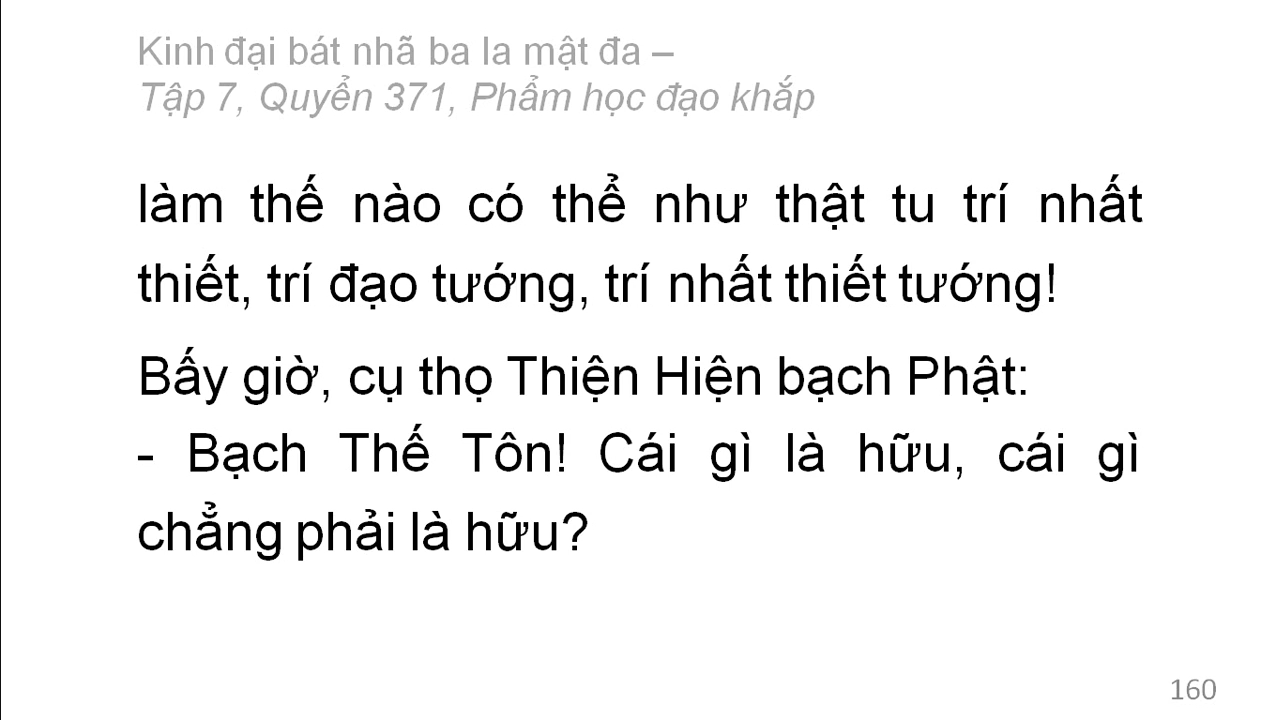 Kinh đại bát nhã ba la mật đa –
Tập 7, Quyển 371, Phẩm học đạo khắp
làm thế nào có thể như thật tu trí nhất
thiết, trí đạo tướng, trí nhất thiết tướng!
Bấy giờ, cụ thọ Thiện Hiện bạch Phật:
- Bạch Thế Tôn! Cái gì là hữu, cái gì
chẳng phải là hữu?
160